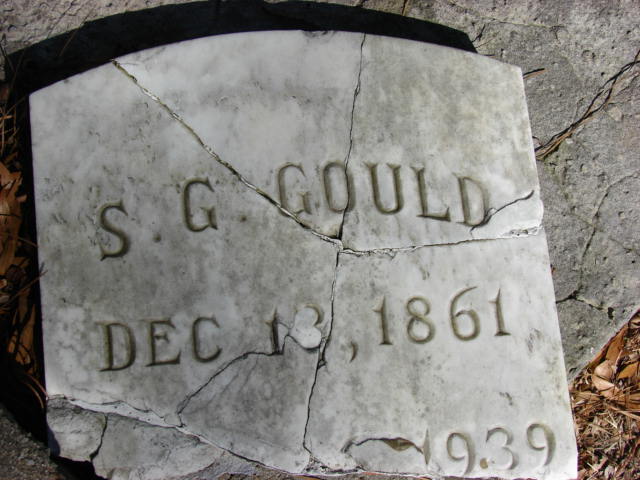 S. G. GOULD
DEC 13, 1861
1939